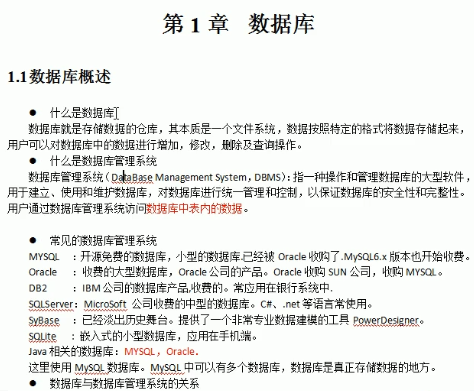 第 1 章 数据库
1.1数据库概述
● 什么是数据库
数据库就是存储数据的仓库，其本质是一个文件系统，数据按照特定的格式将数据存储起来，
用户可以对数据库中的数据进行增加，修改，删除及查询操作。
● 什么是数据库管理系统
数据库管理系统（DataBase Management System，DBMS）：指一种操作和管理数据库的大型软件，
用于建立、使用和维护数据库，对数据库进行统一管理和控制，以保证数据库的安全性和完整性。
用户通过数据库管理系统访问数据库中表内的数据。
● 常见的数据库管理系统
MYSQL ：开源免费的数据库，小型的数据库.已经被 Oracle 收购了.MySQL6.x 版本也开始收费。
Oracle ：收费的大型数据库，Oracle 公司的产品。Oracle 收购 SUN 公司，收购 MYSQL。
DB2 ：IBM 公司的数据库产品,收费的。常应用在银行系统中.
SQLServer：MicroSoft 公司收费的中型的数据库。C#、.net 等语言常使用。
SyBase ：已经淡出历史舞台。提供了一个非常专业数据建模的工具 PowerDesigner。
SQLite ：嵌入式的小型数据库，应用在手机端。
Java 相关的数据库：MYSQL，Oracle．
这里使用 MySQL 数据库。MySQL 中可以有多个数据库，数据库是真正存储数据的地方。
● 数据库与数据库管理系统的关系